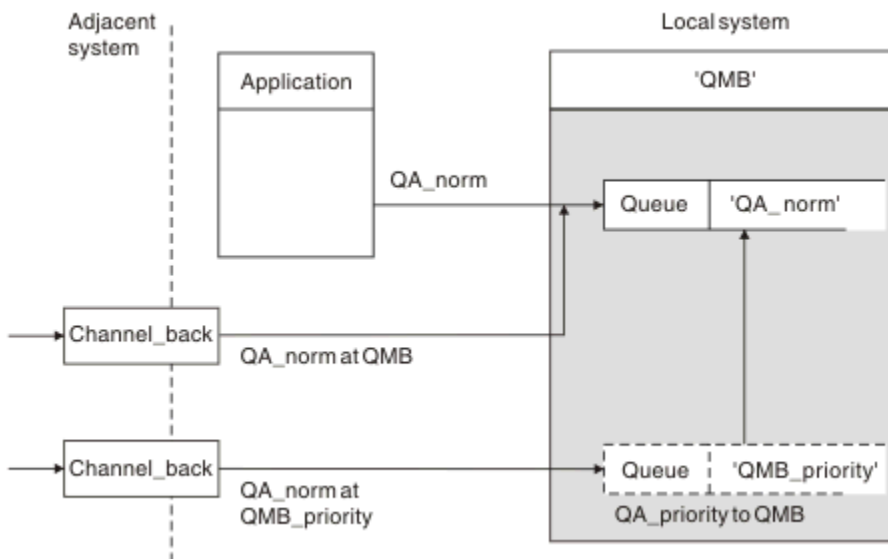 Adjacent
system
Local system
Application
'QMB'
QA_norm
Queue
'QA_norm'
Channel_back
QA_norm at QMB
Channel_back
QA_norm at
QMB_priority
Queue
'QMB_priority'
QA_priority to QMB